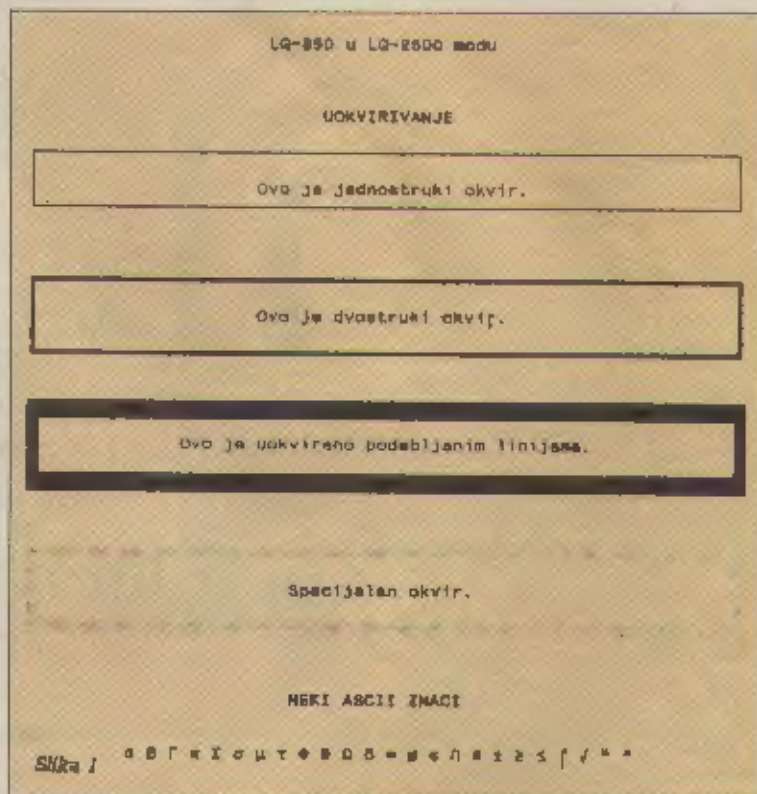 LQ-850 u LQ-2500 modu
UOKVIRIVANJE
Ovo je jednostruki okvir.
Ovo je dvostruki okvir.
Ovo je uokvireno podebljanim linijama.
Specijalan okvir.
NEKI ASCII ZNACI
Slika 1